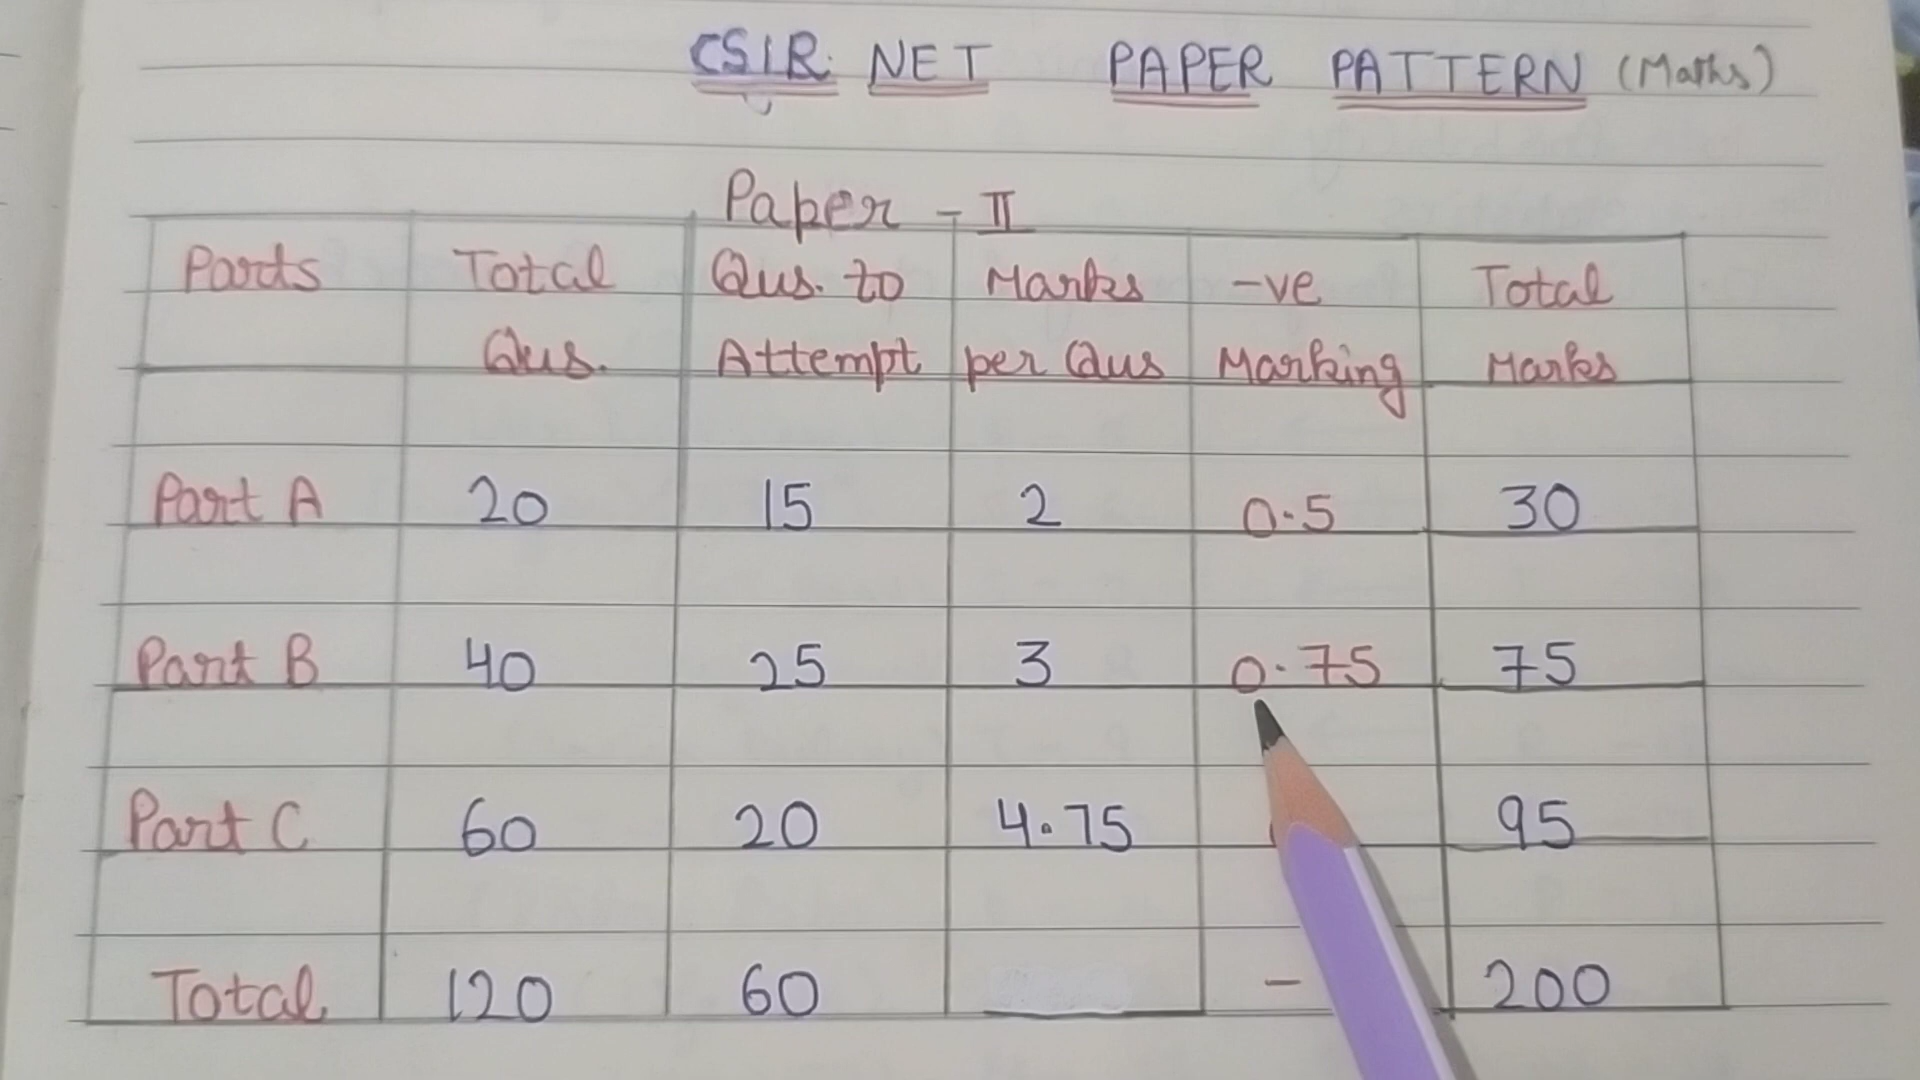 CSIR NET PAPER PATTERN (Maths)
Paper - II
Parts Total Qus. to Marks -ve Total
Qus. Attempt per Qus Marking Marks
Part A 20 15 2 0.5 30
Part B 40 25 3 0.75 75
Part C 60 20 4.75 95
Total 120 60 - 200